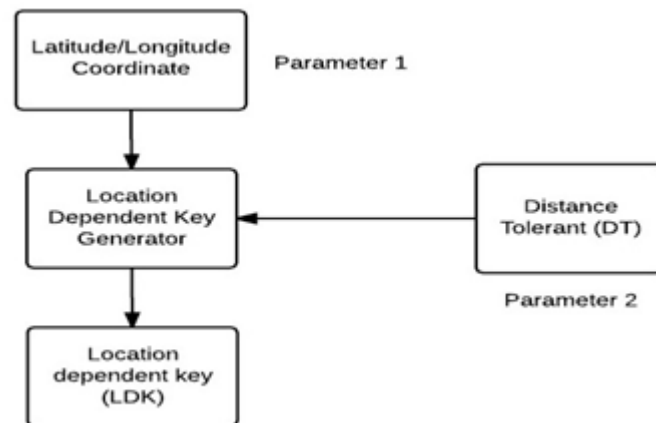 Latitude/Longitude
Coordinate
Parameter 1
Location
Dependent Key
Generator
Distance
Tolerant (DT)
Parameter 2
Location
dependent key
(LDK)